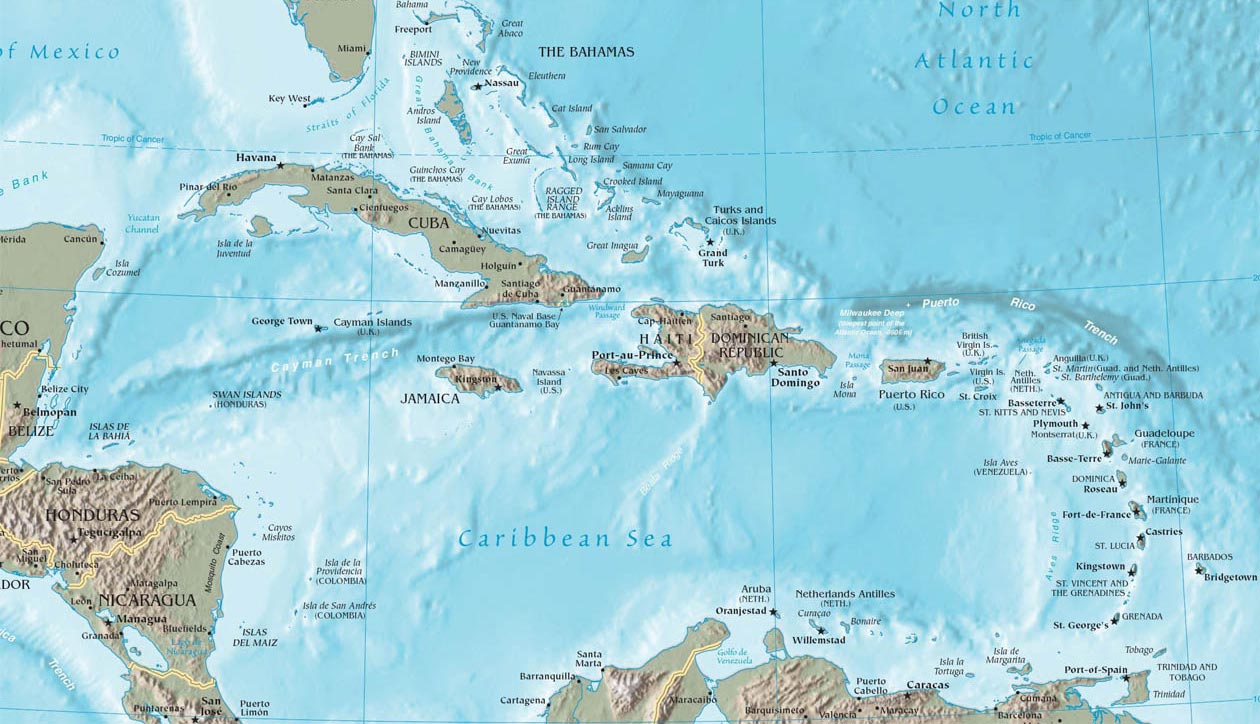 North
Atlantic
Ocean
of Mexico
Bahama
Freeport
Great
Abaco
Miami
BIMINI
ISLANDS
THE BAHAMAS
New
Providence
Nassau
Eleuthera
Key West
Straits of Florida
Andros
Island
Great Bahama Bank
Cat Island
San Salvador
Rum Cay
Tropic of Cancer
Tropic of Cancer
Cay Sal
Bank
(THE BAHAMAS)
Great
Exuma
Long Island
Samana Cay
Havana
Matanzas
Guinchos Cay
(THE BAHAMAS)
Crooked Island
Mayaguana
Pinar del Rio
Santa Clara
Cienfuegos
Cay Lobos
(THE BAHAMAS)
RAGGED
ISLAND
RANGE
(THE BAHAMAS)
Acklins
Island
e Bank
Yucatan
Channel
CUBA
Nuevitas
Turks and
Caicos Islands
(U.K.)
Mérida
Cancún
Isla de la
Juventud
Camagüey
Great Inagua
Grand
Turk
Isla
Cozumel
Holguín
Manzanillo
Santiago
de Cuba
Guantanamo
20
CO
George Town
Cayman Islands
(U.K.)
U.S. Naval Base
Guantanamo Bay
Windward
Passage
Cap-Haïtien
Santiago
Milwaukee Deep
(deepest point of the
Atlantic Ocean, -8605 m)
Puerto Rico Trench
hetumal
HAITI
DOMINICAN
REPUBLIC
Cayman Trench
Montego Bay
Port-au-Prince
Les Cayes
Mona
Passage
San Juan
British
Virgin Is.
(U.K.)
Anguilla(U.K.)
St. Martin(Guad. and Neth. Antilles)
St. Barthelemy (Guad.)
Kingston
JAMAICA
Navassa
Island
(U.S.)
Santo
Domingo
Isla
Mona
Puerto Rico
(U.S.)
Virgin Is.
(U.S.)
St. Croix
Neth.
Antilles
(NETH.)
Belize City
Belmopan
BELIZE
SWAN ISLANDS
(HONDURAS)
Basseterre
ST. KITTS AND NEVIS
ANTIGUA AND BARBUDA
St. John's
Plymouth
Montserrat(U.K.)
ISLAS DE
LA BAHÍA
Guadeloupe
(FRANCE)
Basse-Terre
Marie-Galante
Isla Aves
(VENEZUELA)
San Pedro
Sula
La Ceiba
DOMINICA
Roseau
Puerto Lempira
HONDURAS
Tegucigalpa
Martinique
(FRANCE)
Fort-de-France
Cayos
Miskitos
Caribbean Sea
Aves Ridge
Castries
ST. LUCIA
San
Miguel
Choluteca
Puerto
Cabezas
Mosquito Coast
BARBADOS
Bridgetown
DOR
Isla de la
Providencia
(COLOMBIA)
Kingstown
ST. VINCENT AND
THE GRENADINES
Matagalpa
León
NICARAGUA
Managua
Isla de San Andrés
(COLOMBIA)
Aruba
(NETH.)
Oranjestad
Netherlands Antilles
(NETH.)
Curaçao
Bonaire
Willemstad
GRENADA
St. George's
Granada
Bluefields
Lago de
Nicaragua
ISLAS
DEL MAIZ
Trench
Santa
Marta
Golfo de
Venezuela
Isla la
Tortuga
Isla de
Margarita
Tobago
Port-of-Spain
TRINIDAD AND
TOBAGO
Trinidad
Barranquilla
Cartagena
Maracaibo
Puerto
Cabello
Caracas
Cumaná
Puntarenas
San
José
Puerto
Limón
Barquisimeto
Valencia
Maracay
Barcelona
10